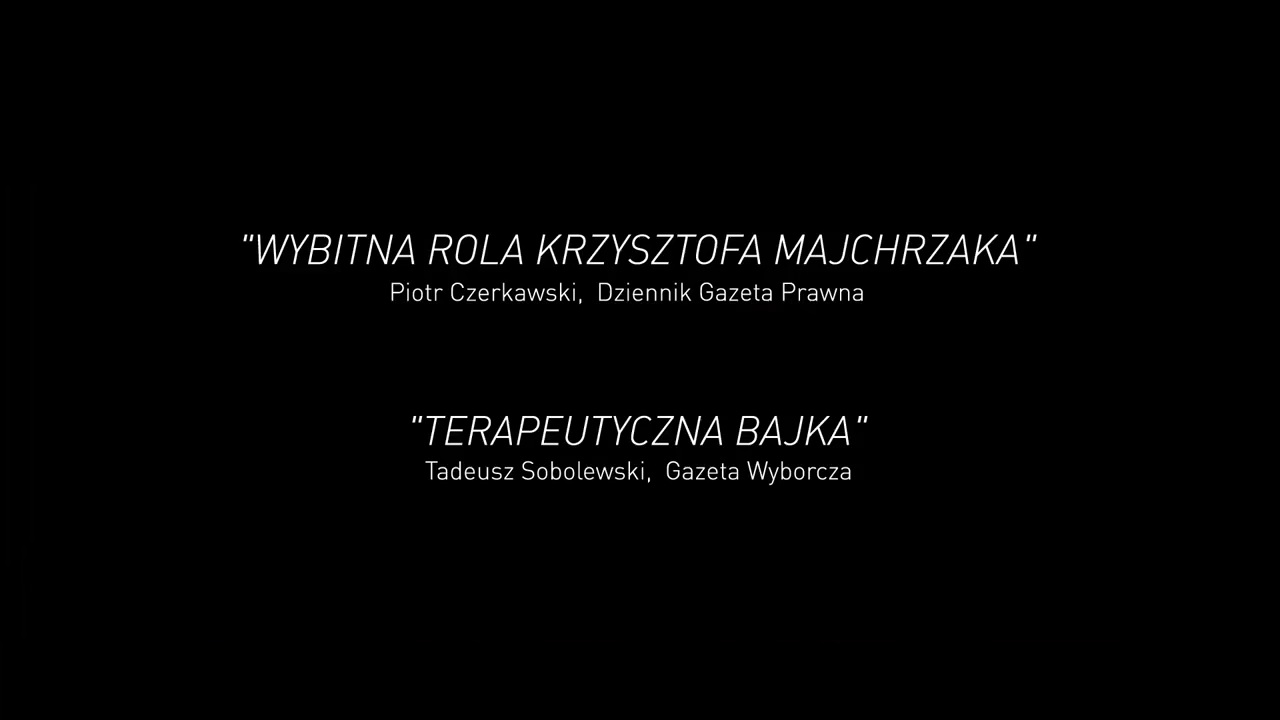 "WYBITNA ROLA KRZYSZTOFA MAJCHRZAKA"
Piotr Czerkawski, Dziennik Gazeta Prawna
"TERAPEUTYCZNA BAJKA"
Tadeusz Sobolewski, Gazeta Wyborcza